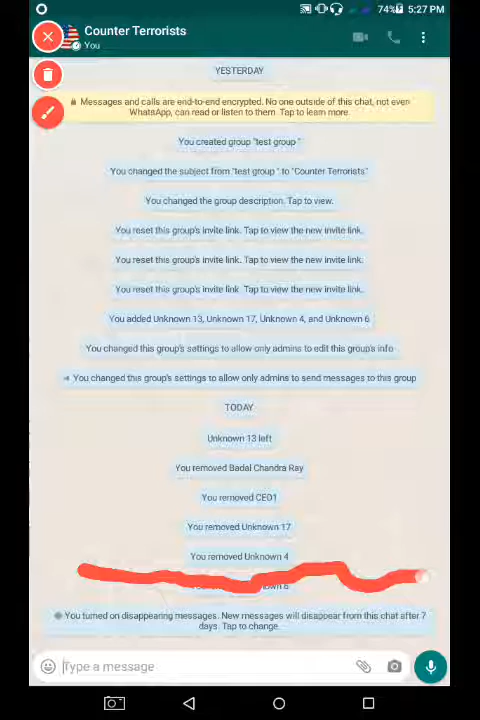 74% 5:27 PM
Counter Terrorists
You
YESTERDAY
Messages and calls are end-to-end encrypted. No one outside of this chat, not even
WhatsApp, can read or listen to them. Tap to learn more.
You created group "test group "
You changed the subject from "test group " to "Counter Terrorists"
You changed the group description. Tap to view.
You reset this group's invite link. Tap to view the new invite link.
You reset this group's invite link. Tap to view the new invite link.
You reset this group's invite link. Tap to view the new invite link.
You added Unknown 13, Unknown 17, Unknown 4, and Unknown 6
You changed this group's settings to allow only admins to edit this group's info
You changed this group's settings to allow only admins to send messages to this group
TODAY
Unknown 13 left
You removed Badal Chandra Ray
You removed CEO1
You removed Unknown 17
You removed Unknown 4
You turned on disappearing messages. New messages will disappear from this chat after 7
days. Tap to change.
Type a message